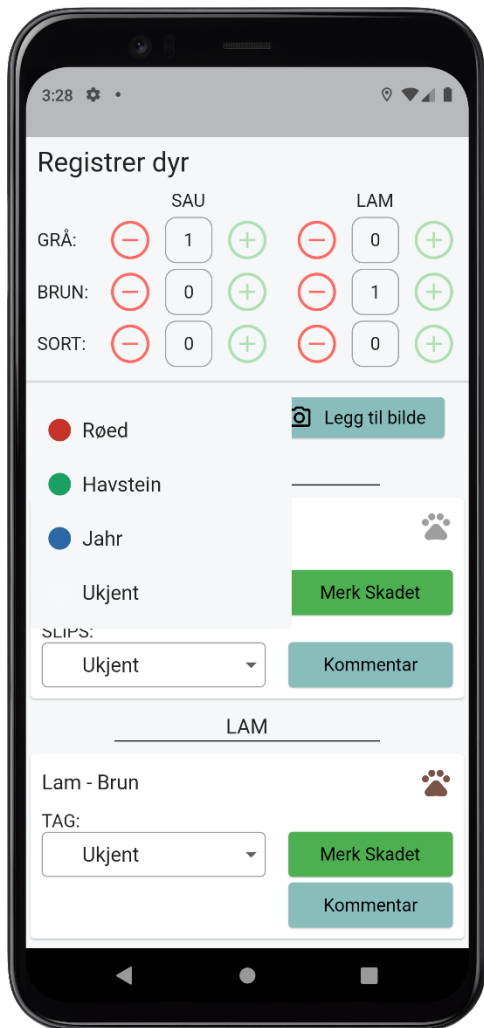 3:28
Registrer dyr
SAU LAM
GRÅ: 1 0
BRUN: 0 1
SORT: 0 0
Legg til bilde
Røed
Havstein
Jahr
Ukjent
Merk Skadet
SLIPS:
Ukjent Kommentar
LAM
Lam - Brun
TAG:
Ukjent Merk Skadet
Kommentar